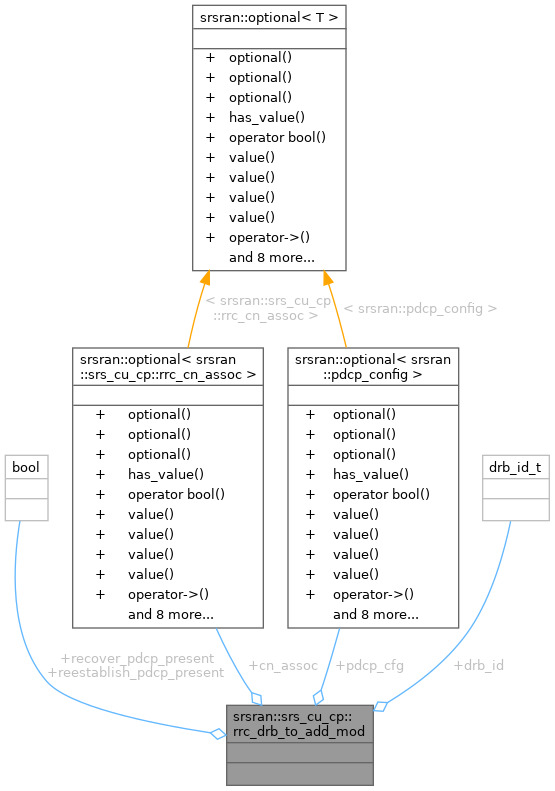 srsran::optional< T >
+ optional()
+ optional()
+ optional()
+ has_value()
+ operator bool()
+ value()
+ value()
+ value()
+ value()
+ operator->()
and 8 more...
< srsran::srs_cu_cp
::rrc_cn_assoc >
< srsran::pdcp_config >
srsran::optional< srsran
::srs_cu_cp::rrc_cn_assoc >
+ optional()
+ optional()
+ optional()
+ has_value()
+ operator bool()
+ value()
+ value()
+ value()
+ value()
+ operator->()
and 8 more...
srsran::optional< srsran
::pdcp_config >
+ optional()
+ optional()
+ optional()
+ has_value()
+ operator bool()
+ value()
+ value()
+ value()
+ value()
+ operator->()
and 8 more...
bool
drb_id_t
+recover_pdcp_present
+reestablish_pdcp_present
+cn_assoc
+pdcp_cfg
+drb_id
srsran::srs_cu_cp::
rrc_drb_to_add_mod